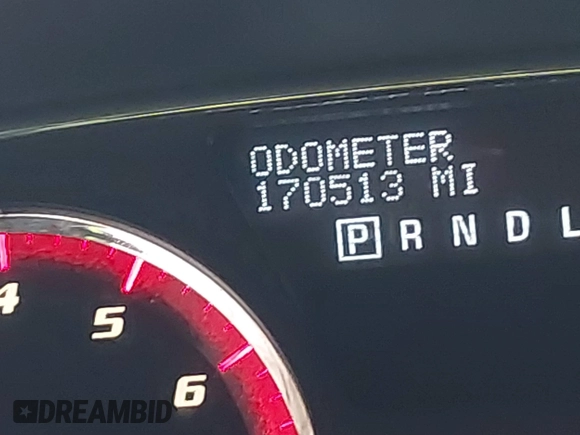 ODOMETER
170513 MI
P R N D L
4
5
6
DREAMBID